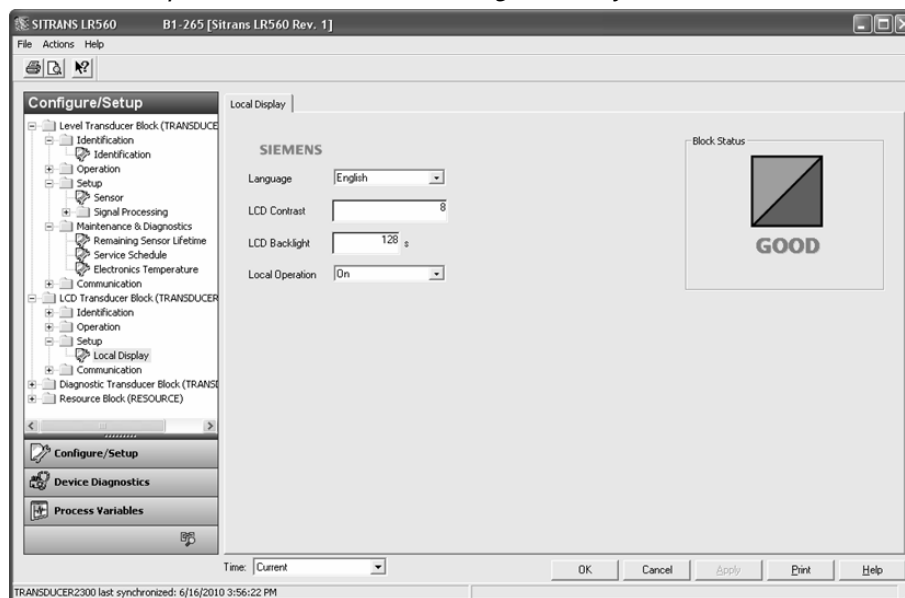 SITRANS LR560 B1-265 [Sitrans LR560 Rev. 1]
File Actions Help
Configure/Setup
Level Transducer Block (TRANSDUCE
Identification
Identification
Operation
Setup
Sensor
Signal Processing
Maintenance & Diagnostics
Remaining Sensor Lifetime
Service Schedule
Electronics Temperature
Communication
LCD Transducer Block (TRANSDUCER
Identification
Operation
Setup
Local Display
Communication
Diagnostic Transducer Block (TRANSI
Resource Block (RESOURCE)
Configure/Setup
Device Diagnostics
Process Variables
Local Display
SIEMENS
Language English
LCD Contrast 8
LCD Backlight 128 s
Local Operation On
Block Status
GOOD
Time: Current
OK Cancel Apply Print Help
TRANSDUCER2300 last synchronized: 6/16/2010 3:56:22 PM